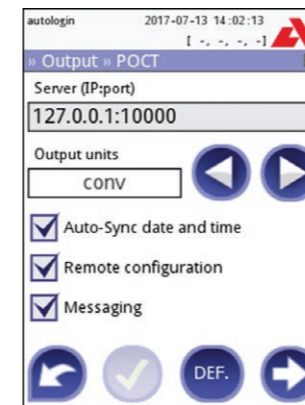 autologin 2017-07-13 14:02:13
[ -, -, -, -]
» Output » POCT
Server (IP:port)
127.0.0.1:10000
Output units
conv
Auto-Sync date and time
Remote configuration
Messaging
DEF.